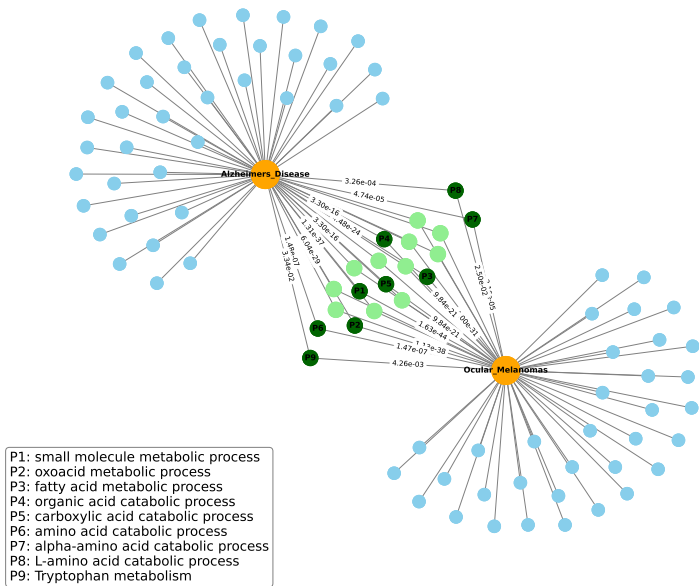 Alzheimers_Disease
3.26e-04
P8
4.74e-05
P7
3.30e-16
P4
3.30e-16
1.31e-37
6.04e-29
1.48e-07
3.34e-02
P3
2.50e-02
P5
P1
9.84e-21
9.84e-21
1.63e-44
P6
P2
1.47e-07
P9
4.26e-03
Ocular_Melanomas
P1: small molecule metabolic process
P2: oxoacid metabolic process
P3: fatty acid metabolic process
P4: organic acid catabolic process
P5: carboxylic acid catabolic process
P6: amino acid catabolic process
P7: alpha-amino acid catabolic process
P8: L-amino acid catabolic process
P9: Tryptophan metabolism